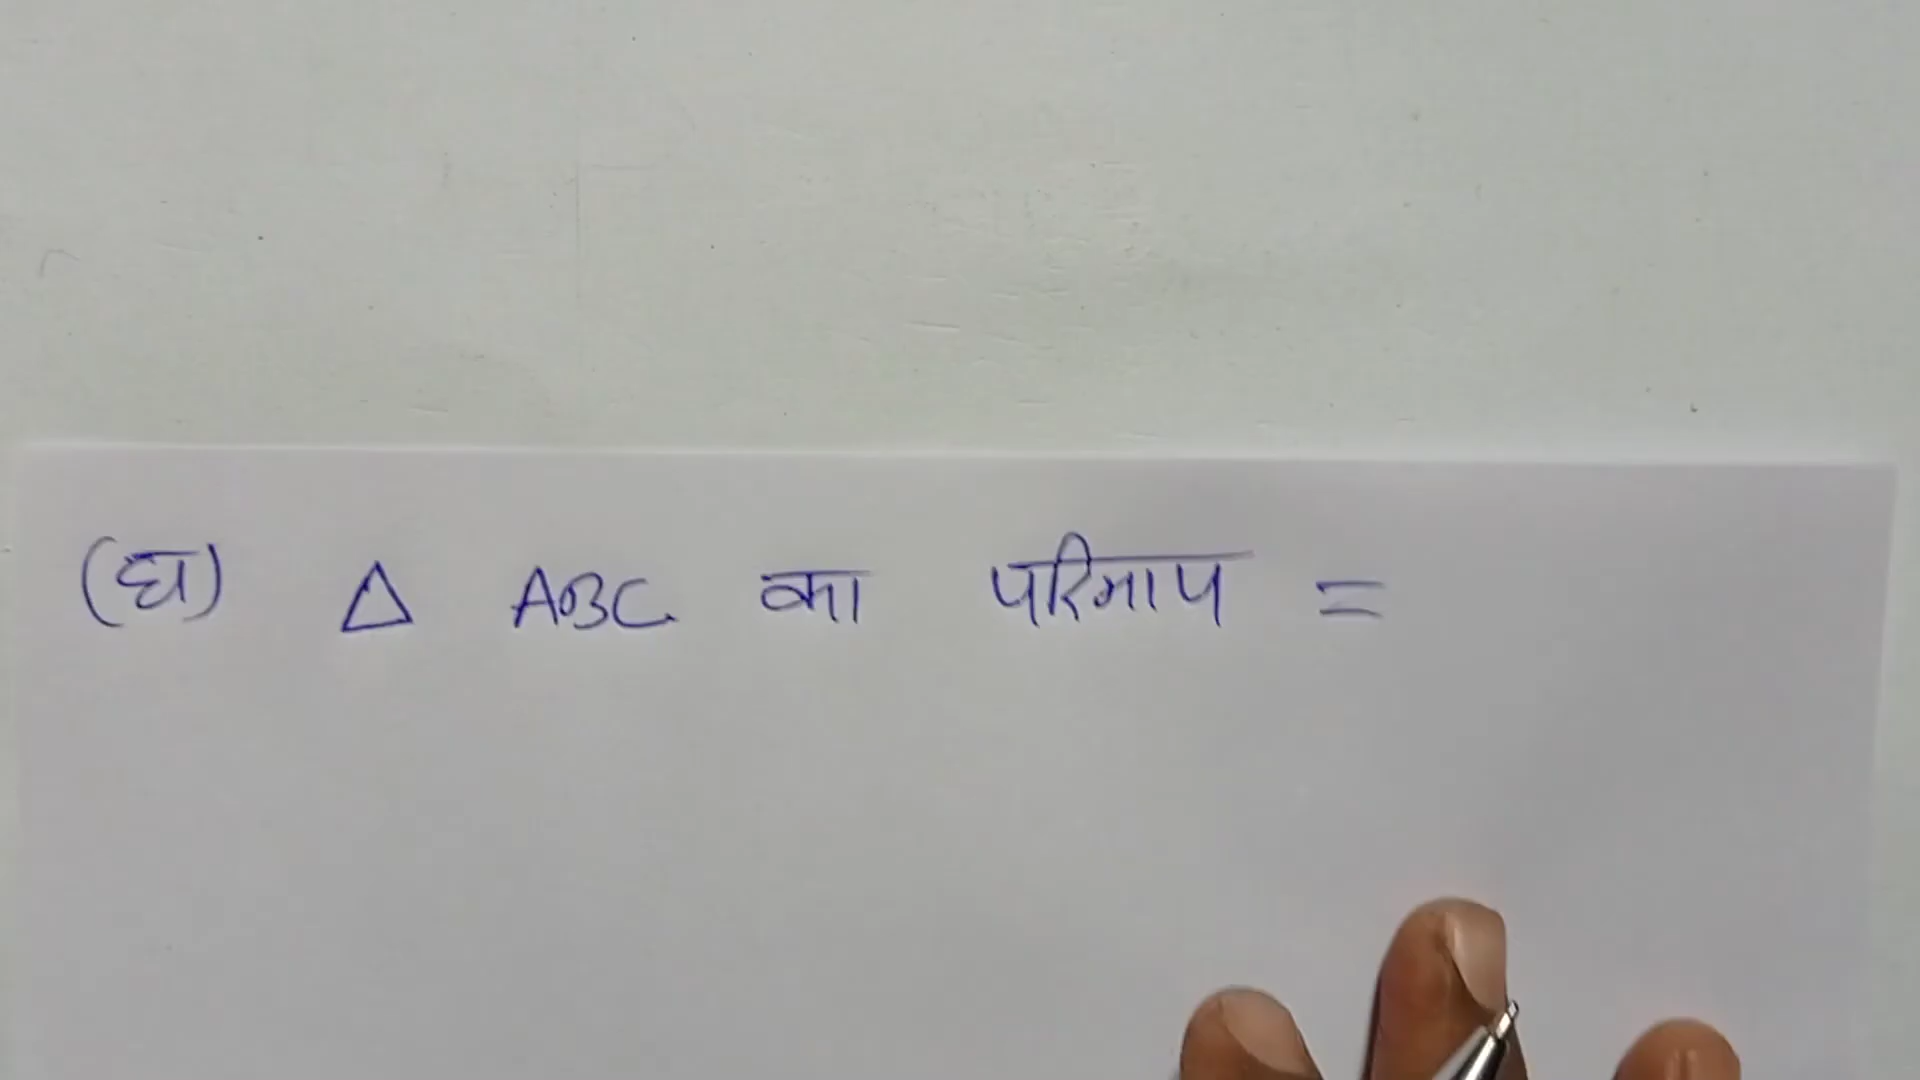 (घ) △ ABC का परिमाप =